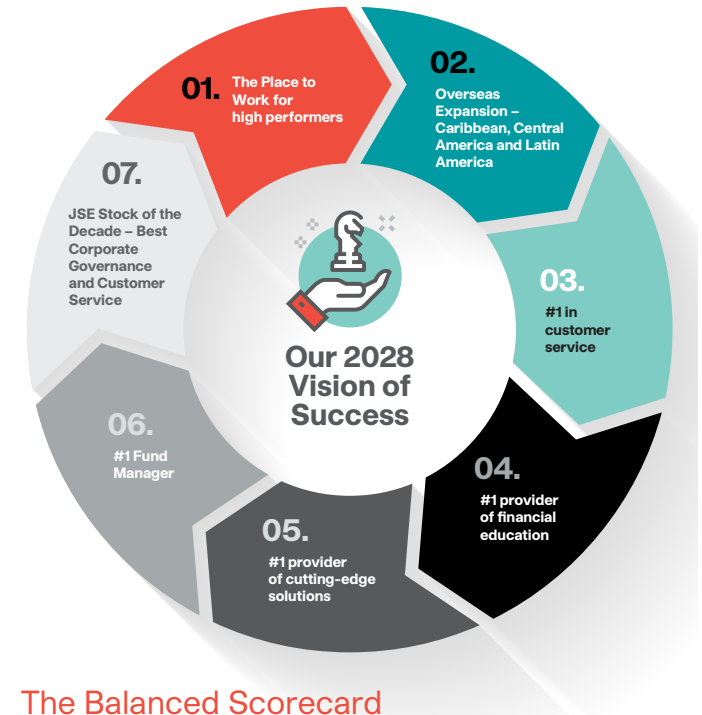 01.
The Place to
Work for
high performers
02.
Overseas
Expansion –
Caribbean, Central
America and Latin
America
03.
#1 in
customer
service
04.
#1 provider
of financial
education
05.
#1 provider
of cutting-edge
solutions
06.
#1 Fund
Manager
07.
JSE Stock of the
Decade – Best
Corporate
Governance
and Customer
Service
Our 2028
Vision of
Success
The Balanced Scorecard